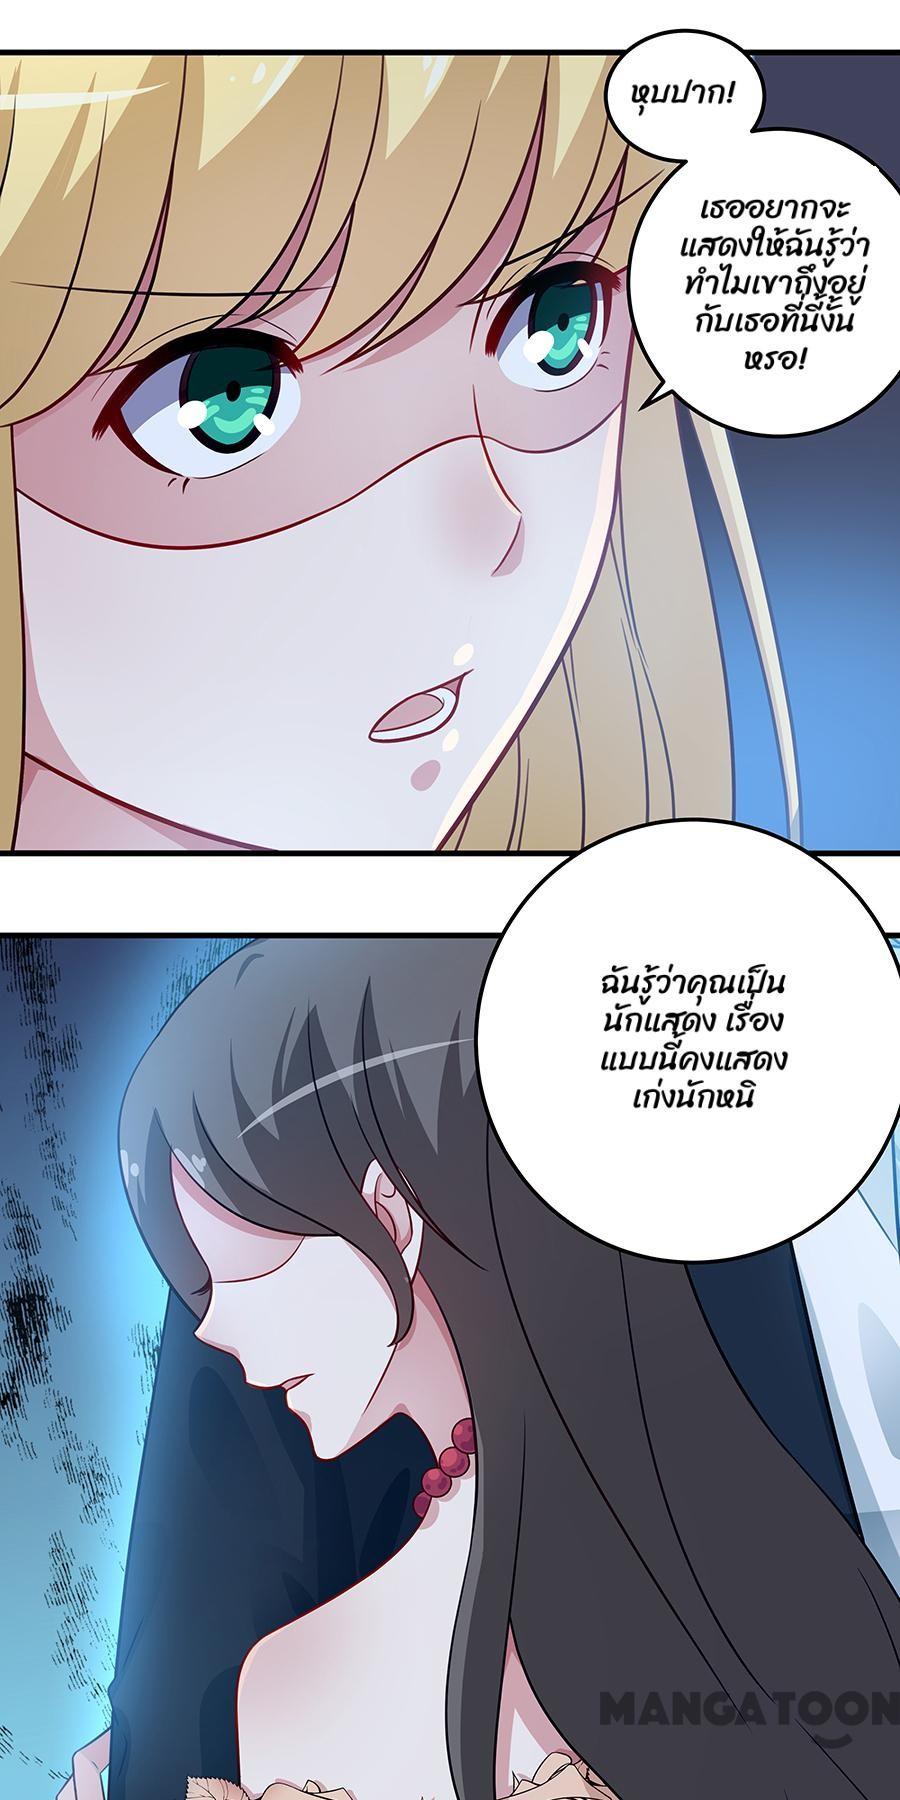 หุบปาก!
เธออยากจะ
แสดงให้ฉันรู้ว่า
ทำไมเขาถึงอยู่
กับเธอที่นี่งั้น
หรอ!
ฉันรู้ว่าคุณเป็น
นักแสดง เรื่อง
แบบนี้คงแสดง
เก่งนักหนิ
MANGATOON